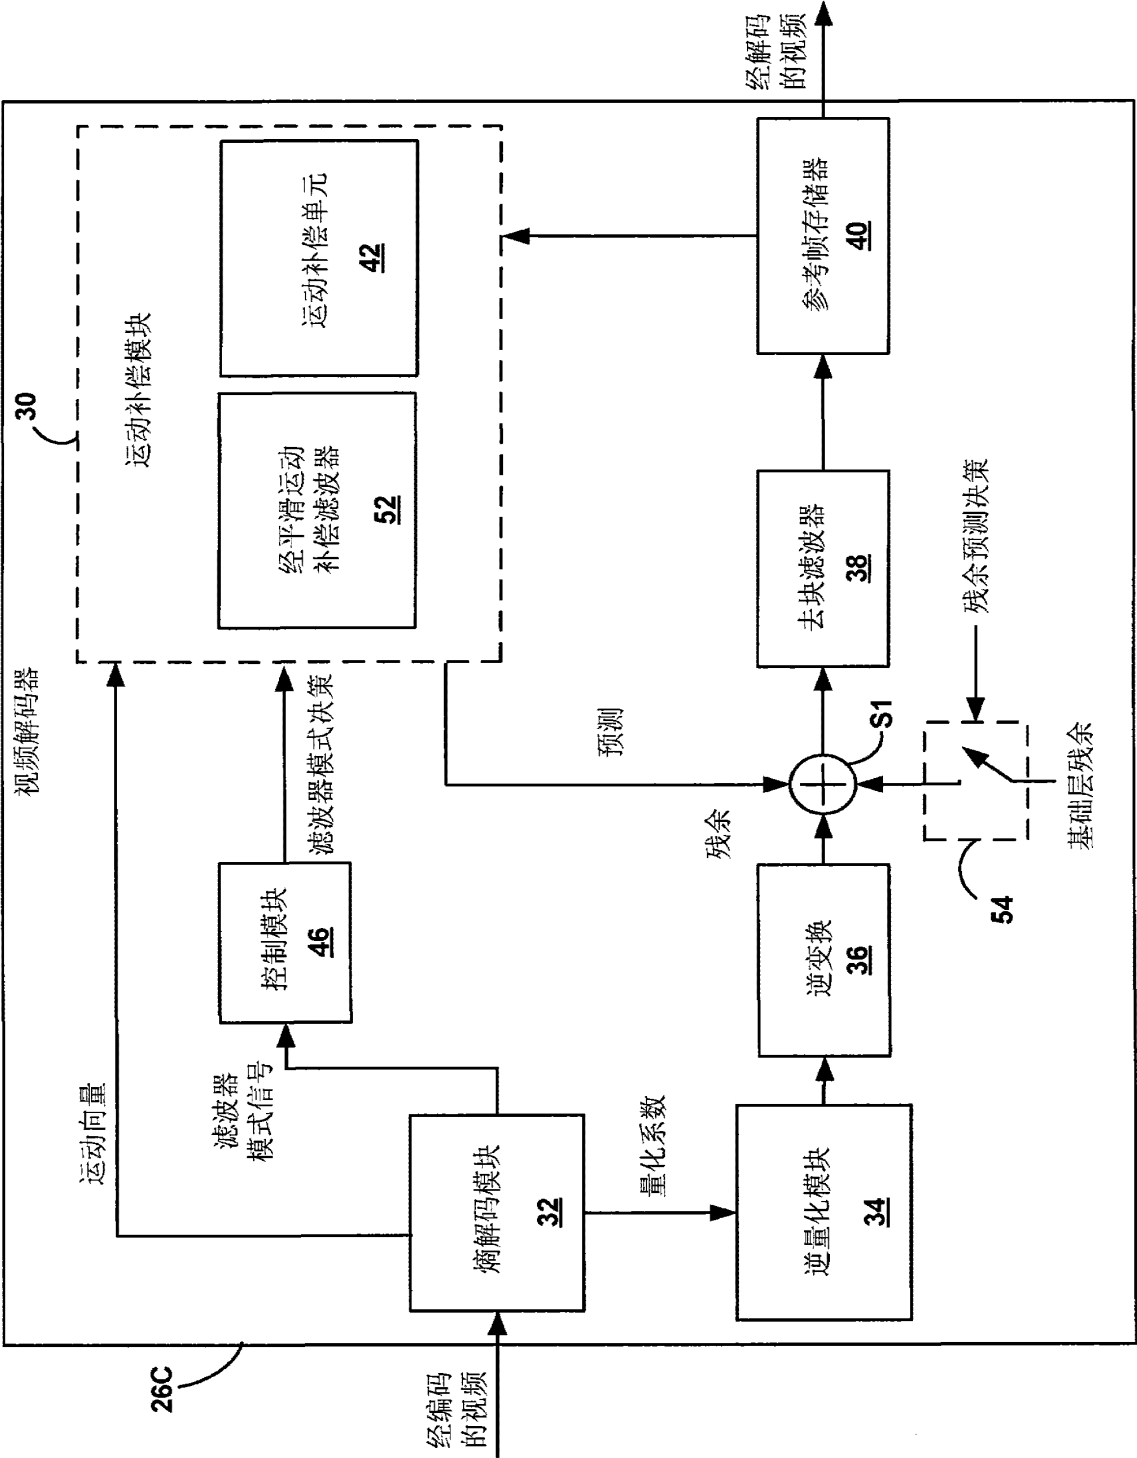 视频解码器
26C
30
运动补偿模块
经平滑运动
补偿滤波器
52
运动补偿单元
42
运动向量
滤波器
模式信号
控制模块
46
滤波器模式决策
经编码
的视频
熵解码模块
32
量化系数
预测
逆量化模块
34
逆变换
36
残余
S1
去块滤波器
38
参考帧存储器
40
经解码
的视频
54
残余预测决策
基础层残余